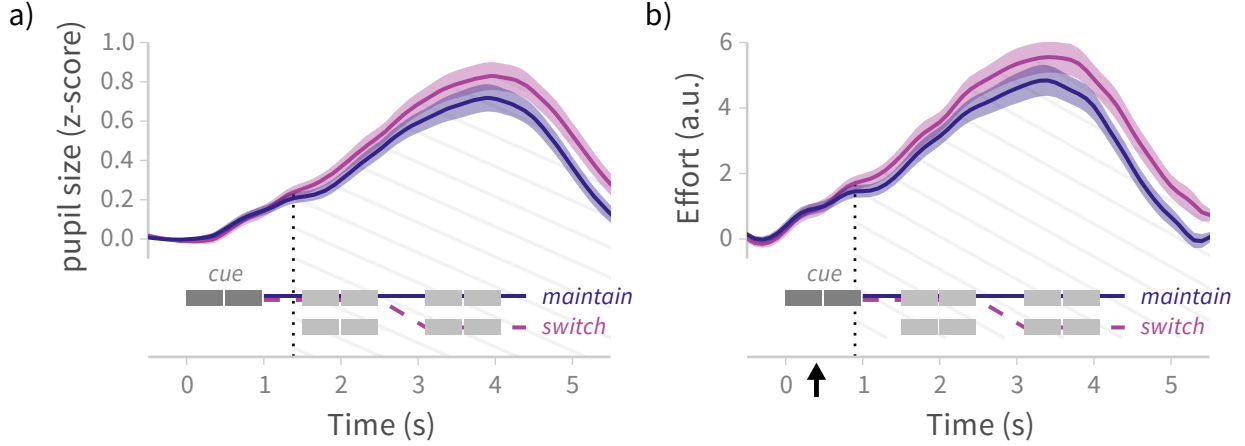 a)
pupil size (z-score)
1.0
0.8
0.6
0.4
0.2
0.0
cue
maintain
switch
0 1 2 3 4 5
Time (s)
b)
Effort (a.u.)
6
4
2
0
cue
maintain
switch
0 1 2 3 4 5
Time (s)